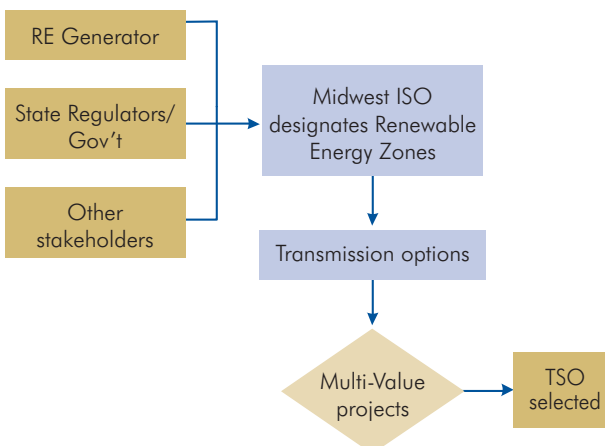 RE Generator
State Regulators/
Gov't
Other
stakeholders
Midwest ISO
designates Renewable
Energy Zones
Transmission options
Multi-Value
projects
TSO
selected